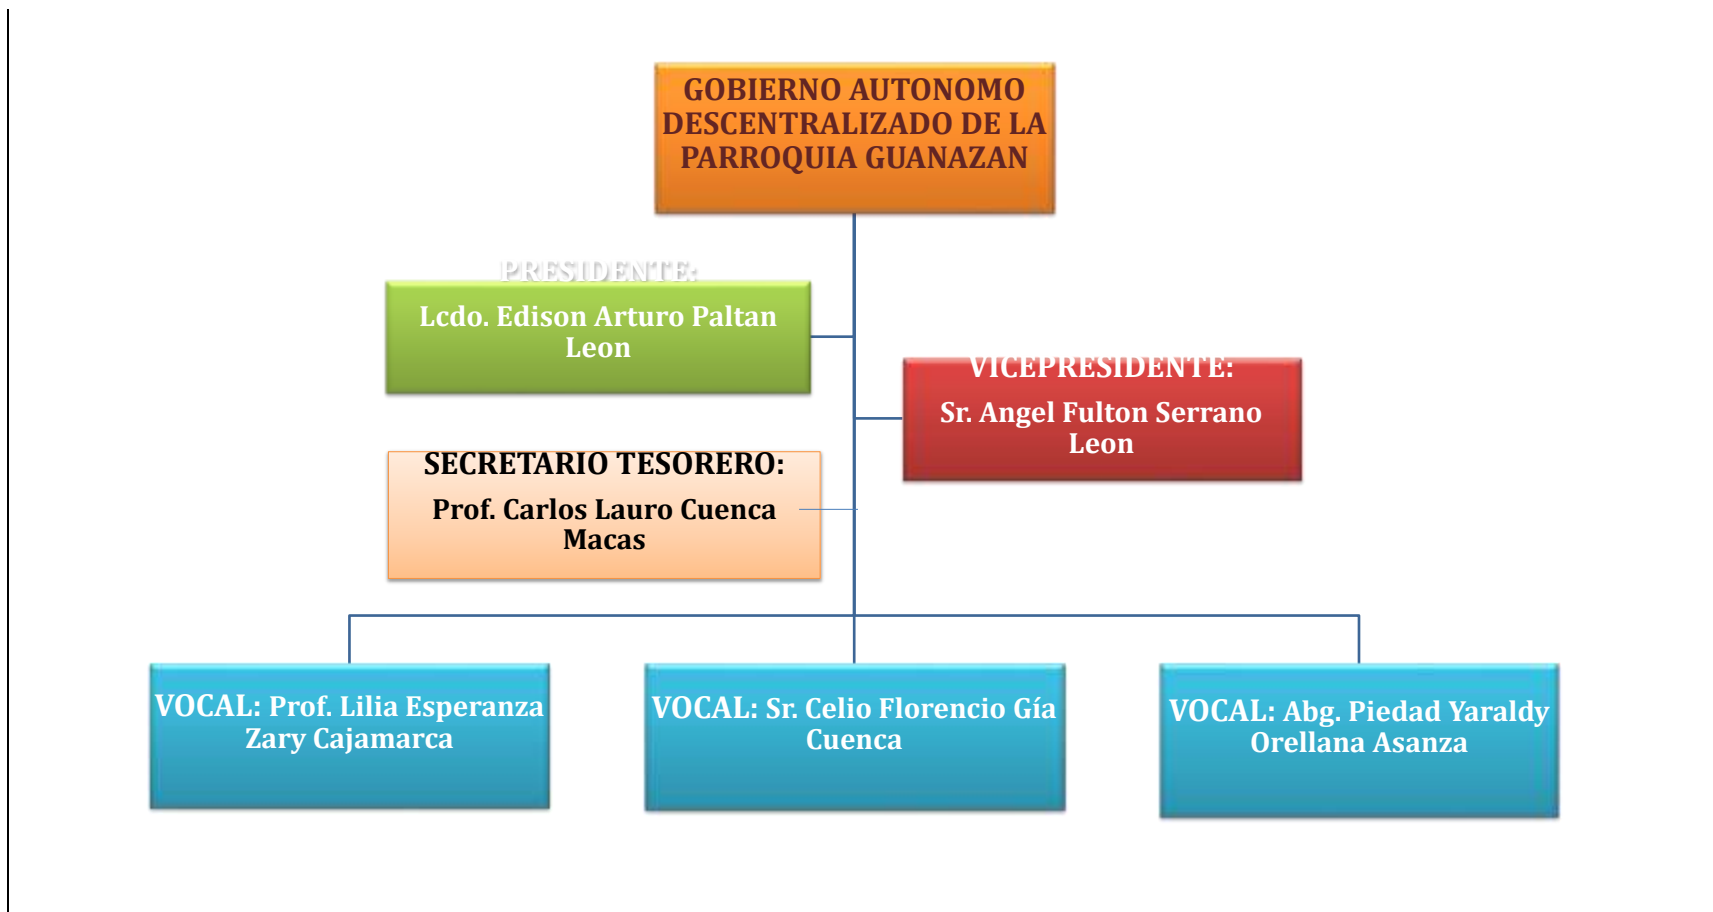 GOBIERNO AUTONOMO
DESCENTRALIZADO DE LA
PARROQUIA GUANAZAN
PRESIDENTE:
Lcdo. Edison Arturo Paltan
Leon
VICEPRESIDENTE:
Sr. Angel Fulton Serrano
Leon
SECRETARIO TESORERO:
Prof. Carlos Lauro Cuenca
Macas
VOCAL: Prof. Lilia Esperanza
Zary Cajamarca
VOCAL: Sr. Celio Florencio Gía
Cuenca
VOCAL: Abg. Piedad Yaraldy
Orellana Asanza